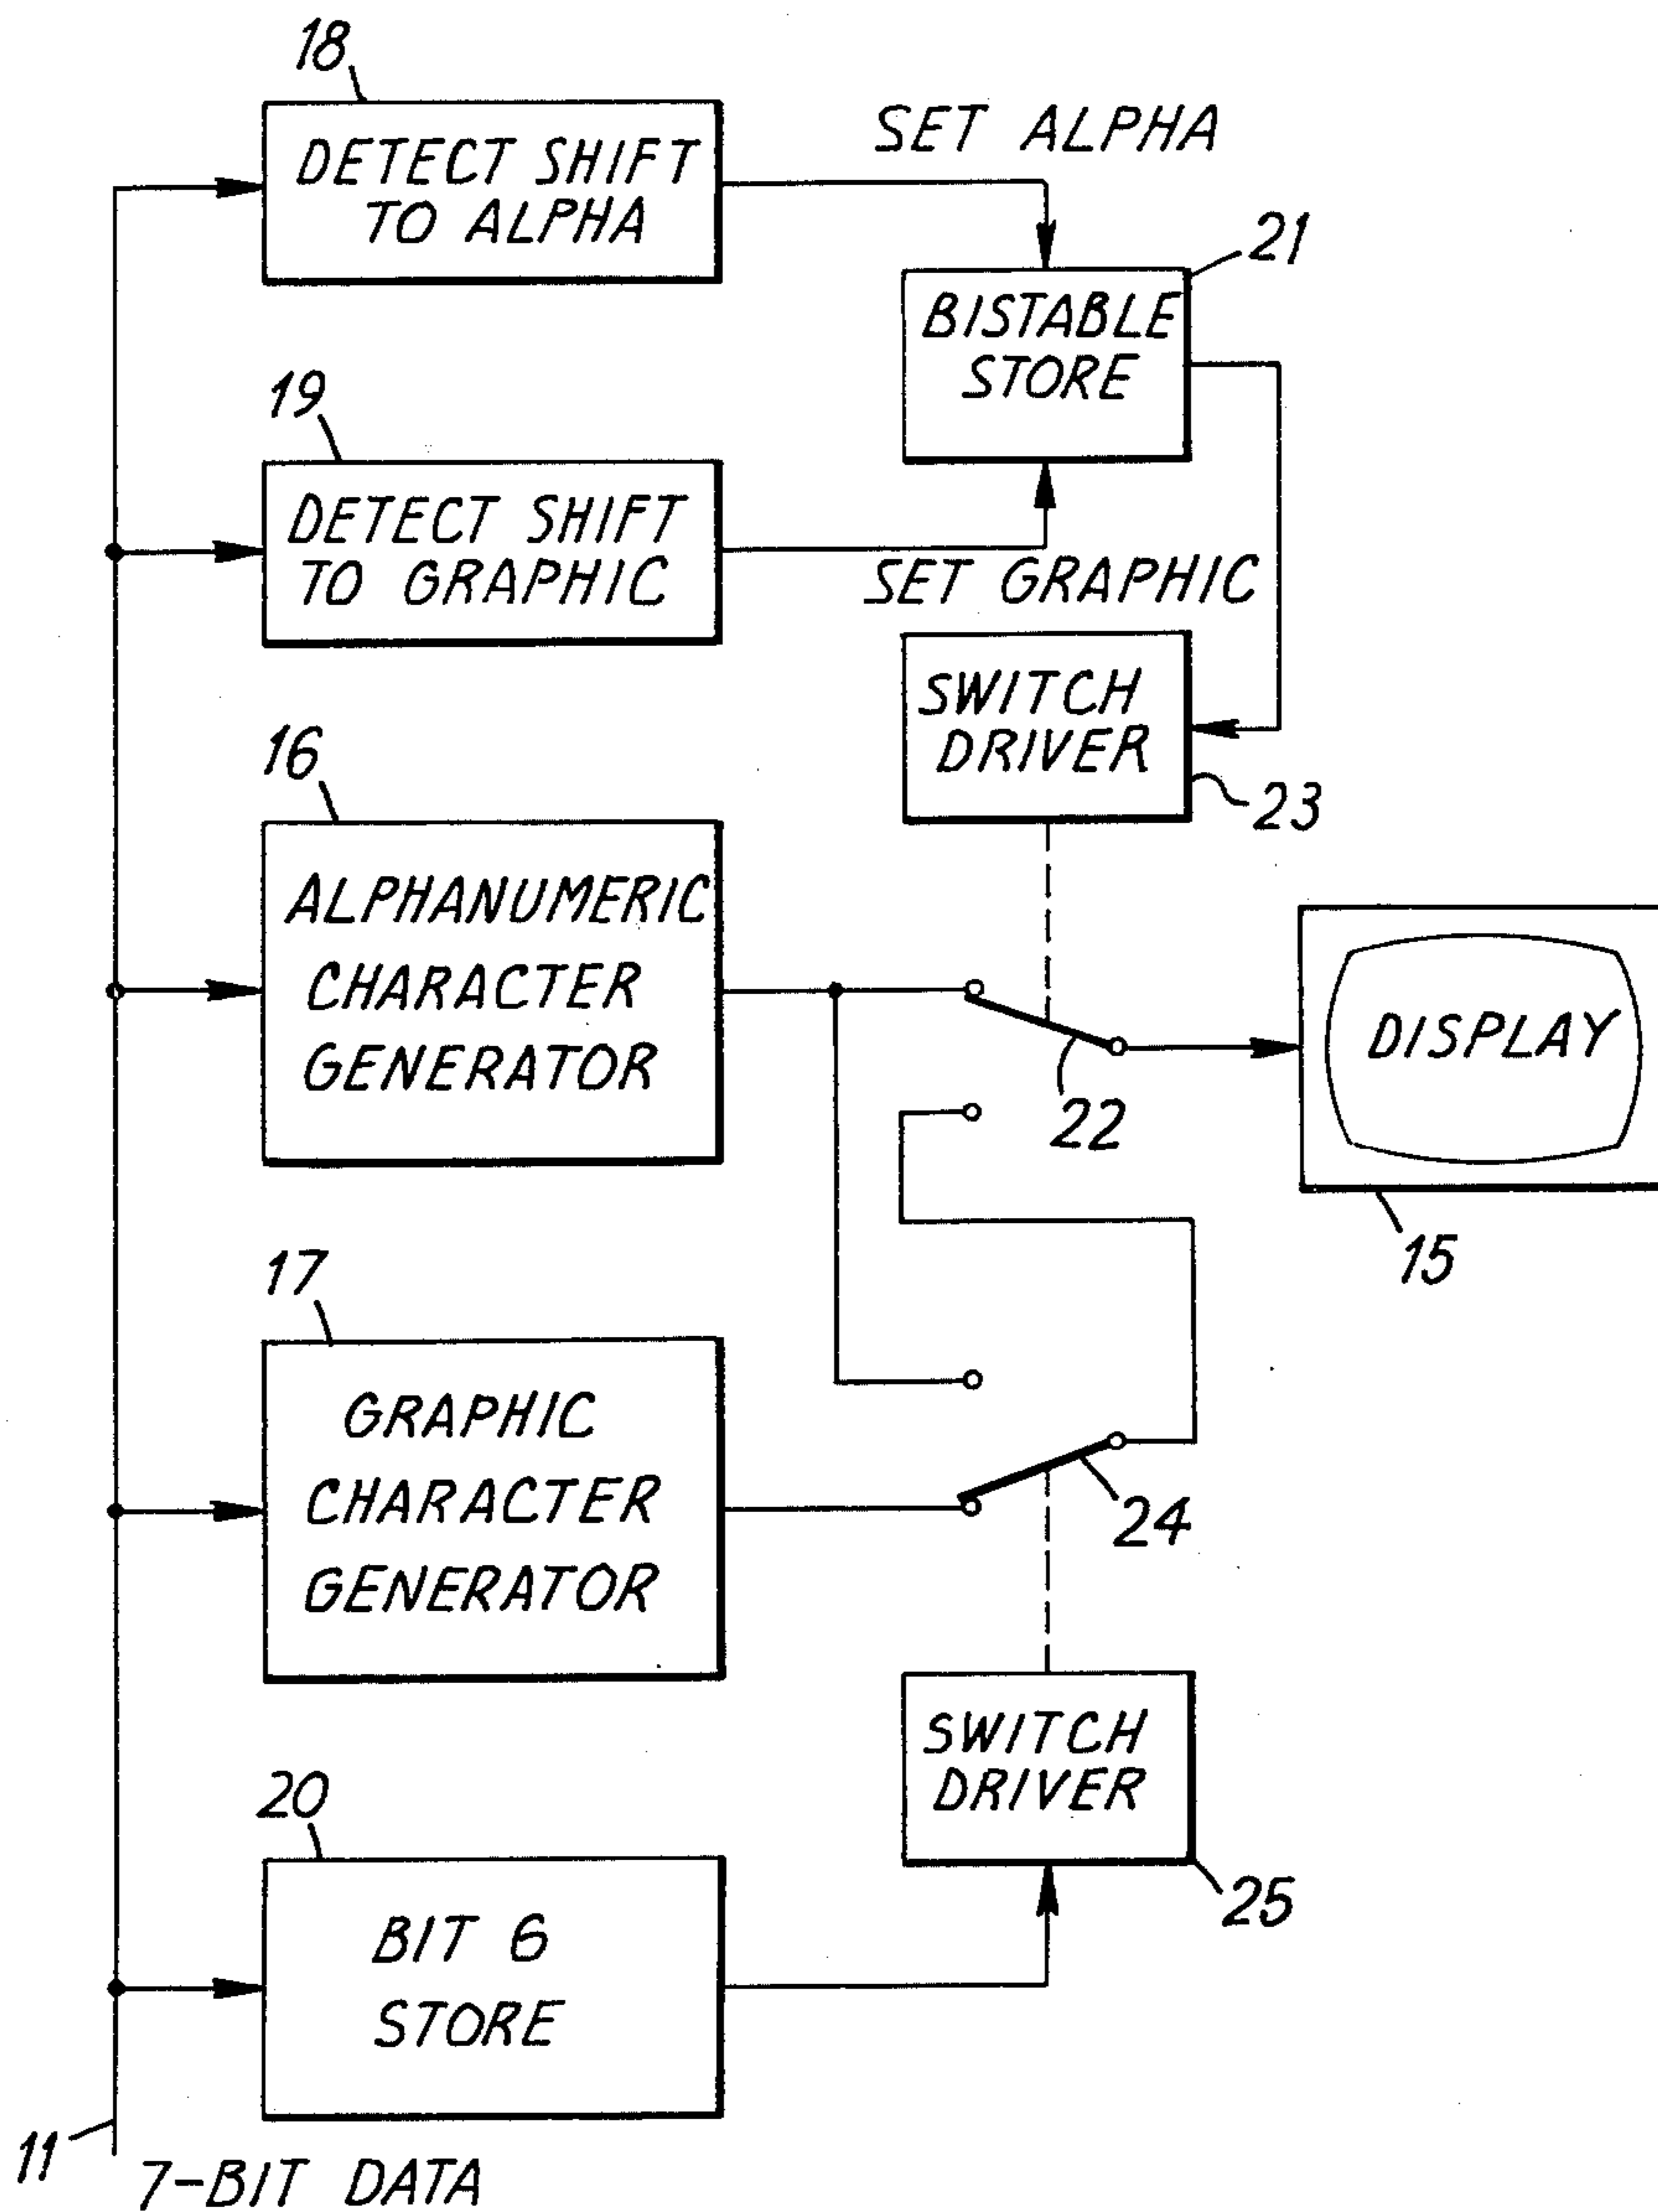 18
DETECT SHIFT
TO ALPHA
SET ALPHA
21
BISTABLE
STORE
19
DETECT SHIFT
TO GRAPHIC
SET GRAPHIC
SWITCH
DRIVER
23
16
ALPHANUMERIC
CHARACTER
GENERATOR
22
DISPLAY
15
17
GRAPHIC
CHARACTER
GENERATOR
24
SWITCH
DRIVER
25
20
BIT 6
STORE
11
7-BIT DATA